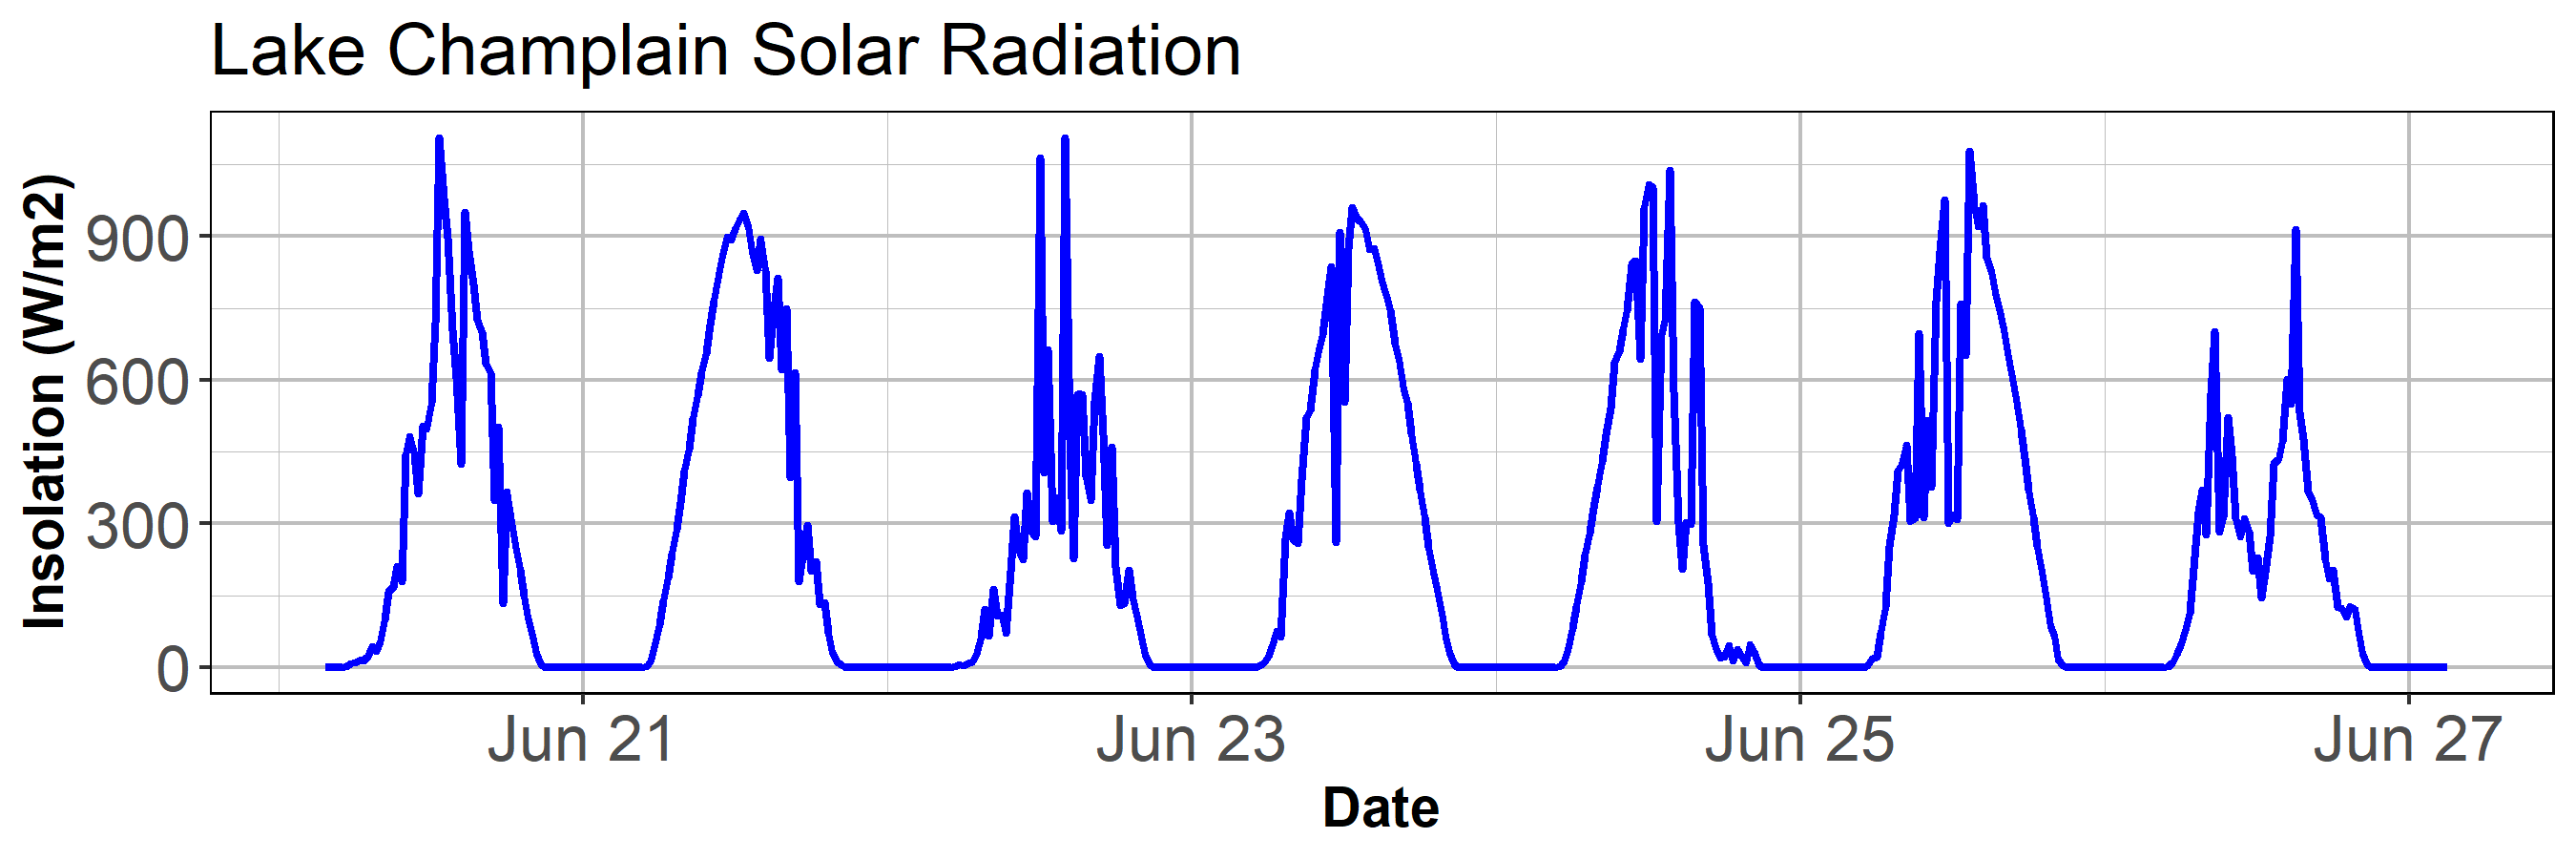 Lake Champlain Solar Radiation
Insolation (W/m2)
900
600
300
0
Jun 21 Jun 23 Jun 25 Jun 27
Date